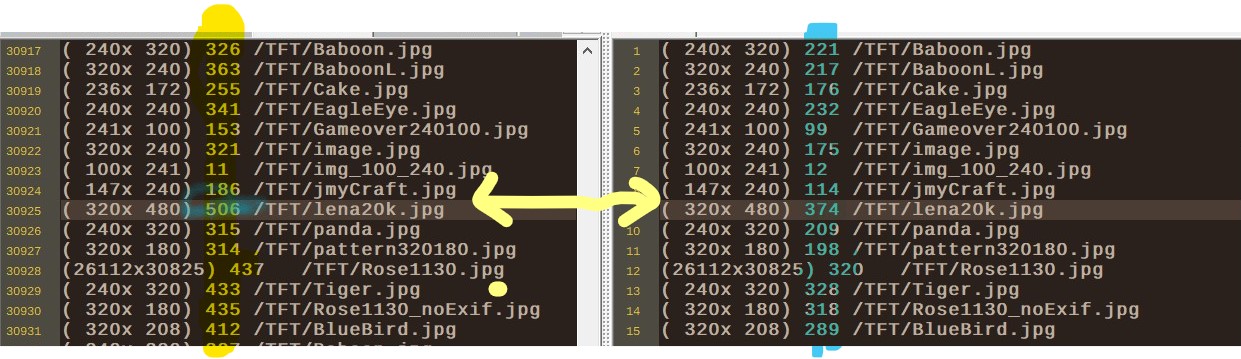 30917 ( 240x 320) 326 /TFT/Baboon.jpg
30918 ( 320x 240) 363 /TFT/BaboonL.jpg
30919 ( 236x 172) 255 /TFT/Cake.jpg
30920 ( 240x 240) 341 /TFT/EagleEye.jpg
30921 ( 241x 100) 153 /TFT/Gameover240100.jpg
30922 ( 320x 240) 321 /TFT/image.jpg
30923 ( 100x 241) 11 /TFT/img_100_240.jpg
30924 ( 147x 240) 186 /TFT/jmyCraft.jpg
30925 ( 320x 480) 506 /TFT/lena20k.jpg
30926 ( 240x 320) 315 /TFT/panda.jpg
30927 ( 320x 180) 314 /TFT/pattern320180.jpg
30928 (26112x30825) 437 /TFT/Rose1130.jpg
30929 ( 240x 320) 433 /TFT/Tiger.jpg
30930 ( 320x 180) 435 /TFT/Rose1130_noExif.jpg
30931 ( 320x 208) 412 /TFT/BlueBird.jpg
1 ( 240x 320) 221 /TFT/Baboon.jpg
2 ( 320x 240) 217 /TFT/BaboonL.jpg
3 ( 236x 172) 176 /TFT/Cake.jpg
4 ( 240x 240) 232 /TFT/EagleEye.jpg
5 ( 241x 100) 99 /TFT/Gameover240100.jpg
6 ( 320x 240) 175 /TFT/image.jpg
7 ( 100x 241) 12 /TFT/img_100_240.jpg
( 147x 240) 114 /TFT/jmyCraft.jpg
( 320x 480) 374 /TFT/lena20k.jpg
10 ( 240x 320) 209 /TFT/panda.jpg
11 ( 320x 180) 198 /TFT/pattern320180.jpg
12 (26112x30825) 320 /TFT/Rose1130.jpg
13 ( 240x 320) 328 /TFT/Tiger.jpg
14 ( 320x 180) 318 /TFT/Rose1130_noExif.jpg
15 ( 320x 208) 289 /TFT/BlueBird.jpg